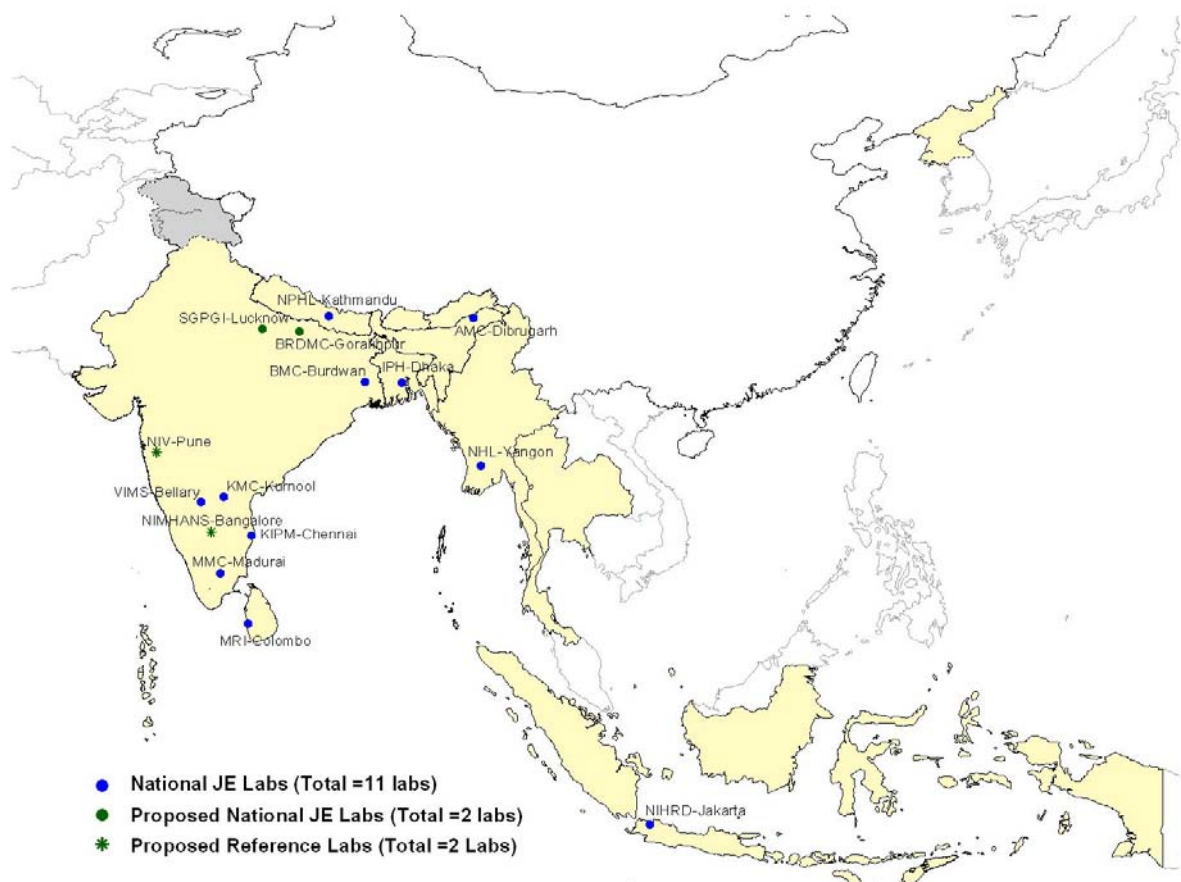 NPHL-Kathmandu
SGPGI-Lucknow
AMC-Dibrugarh
BRDMC-Gorakhpur
BMC-Burdwan
IPH-Dhaka
NIV-Pune
NHL-Yangon
KMC-Kurnool
VIMS-Bellary
NIMHANS-Bangalore
KIPM-Chennai
MMC-Madurai
MRI-Colombo
National JE Labs (Total =11 labs)
Proposed National JE Labs (Total =2 labs)
NIHRD-Jakarta
Proposed Reference Labs (Total =2 Labs)